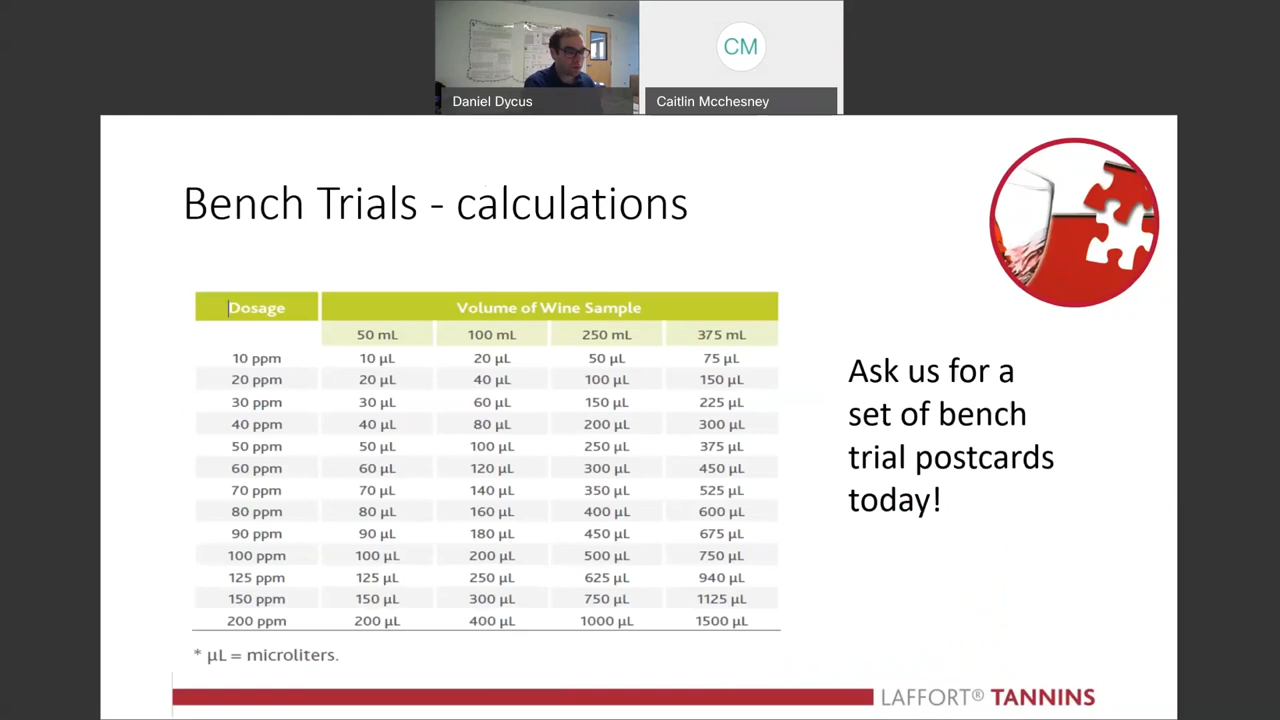 CM
Daniel Dycus
Caitlin Mcchesney
Bench Trials - calculations
Dosage Volume of Wine Sample
50 mL 100 mL 250 mL 375 mL
10 ppm 10 µL 20 µL 50 µL 75 µL
20 ppm 20 µL 40 µL 100 µL 150 µL
30 ppm 30 µL 60 µL 150 µL 225 µL
40 ppm 40 µL 80 µL 200 µL 300 µL
50 ppm 50 µL 100 µL 250 µL 375 µL
60 ppm 60 µL 120 µL 300 µL 450 µL
70 ppm 70 µL 140 µL 350 µL 525 µL
80 ppm 80 µL 160 µL 400 µL 600 µL
90 ppm 90 µL 180 µL 450 µL 675 µL
100 ppm 100 µL 200 µL 500 µL 750 µL
125 ppm 125 µL 250 µL 625 µL 940 µL
150 ppm 150 µL 300 µL 750 µL 1125 µL
200 ppm 200 µL 400 µL 1000 µL 1500 µL
* µL = microliters.
Ask us for a
set of bench
trial postcards
today!
LAFFORT® TANNINS